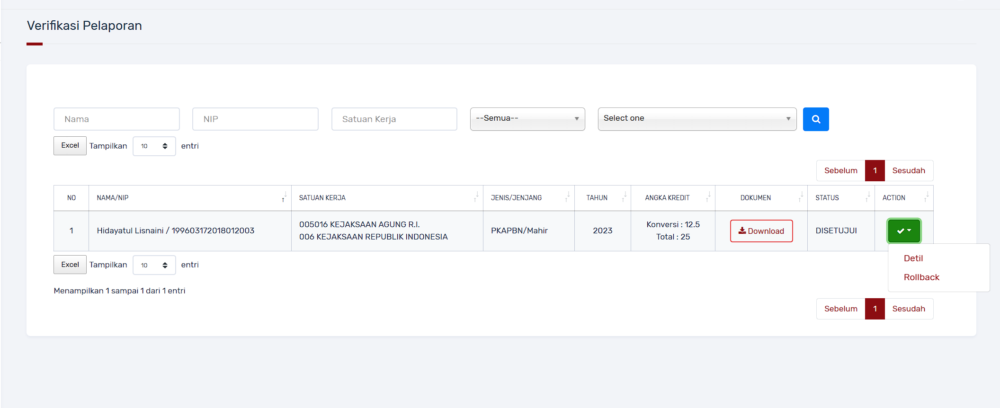 Verifikasi Pelaporan
Nama NIP Satuan Kerja --Semua-- Select one
Excel Tampilkan 10 entri
Sebelum 1 Sesudah
NO NAMA/NIP SATUAN KERJA JENIS/JENJANG TAHUN ANGKA KREDIT DOKUMEN STATUS ACTION
1 Hidayatul Lisnaini / 199603172018012003 005016 KEJAKSAAN AGUNG R.I. PKAPBN/Mahir 2023 Konversi : 12.5 Download DISETUJUI
006 KEJAKSAAN REPUBLIK INDONESIA Total : 25
Detil
Rollback
Excel Tampilkan 10 entri
Menampilkan 1 sampai 1 dari 1 entri
Sebelum 1 Sesudah